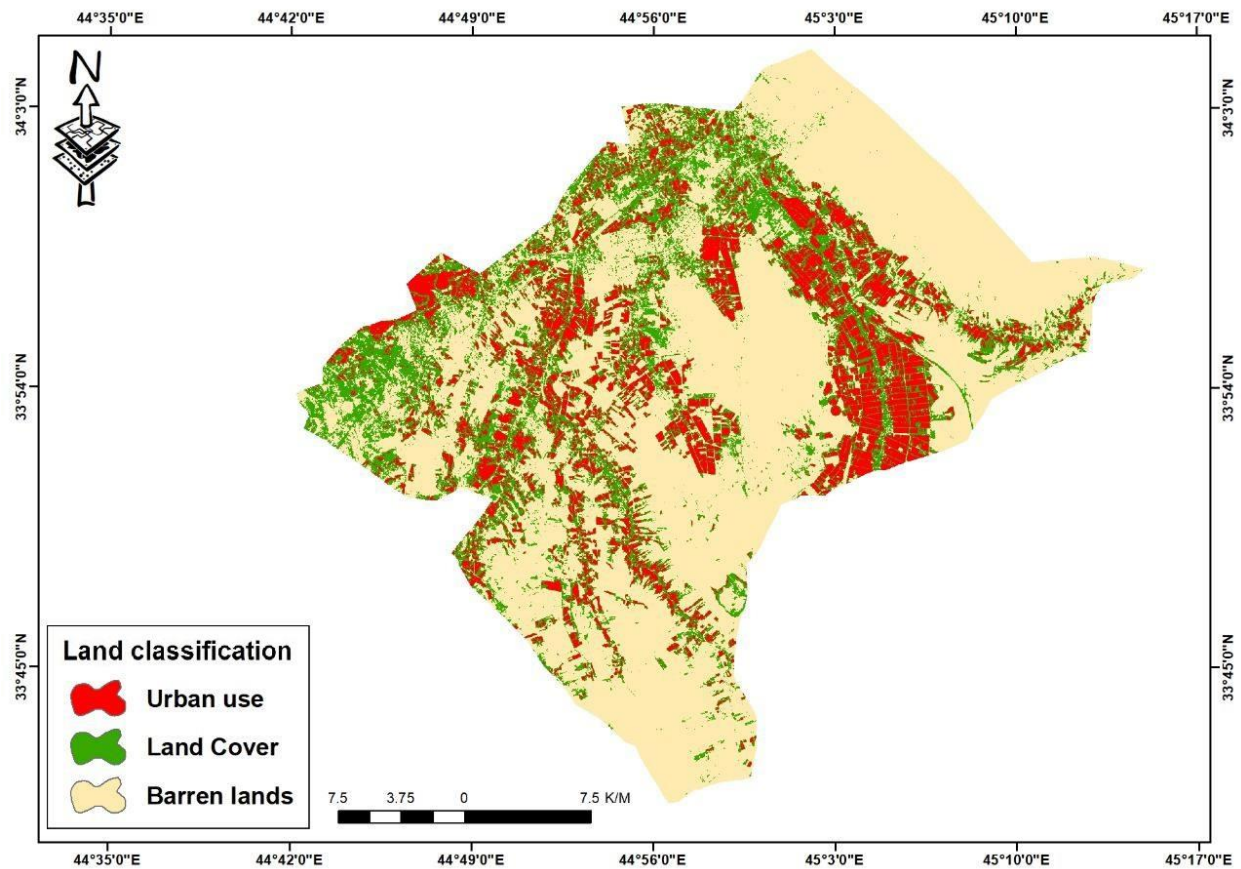 44°35'0"E 44°42'0"E 44°49'0"E 44°56'0"E 45°3'0"E 45°10'0"E 45°17'0"E
N
34°3'0"N 34°3'0"N
33°54'0"N 33°54'0"N
33°45'0"N 33°45'0"N
Land classification
Urban use
Land Cover
Barren lands
7.5 3.75 0 7.5 K/M
44°35'0"E 44°42'0"E 44°49'0"E 44°56'0"E 45°3'0"E 45°10'0"E 45°17'0"E